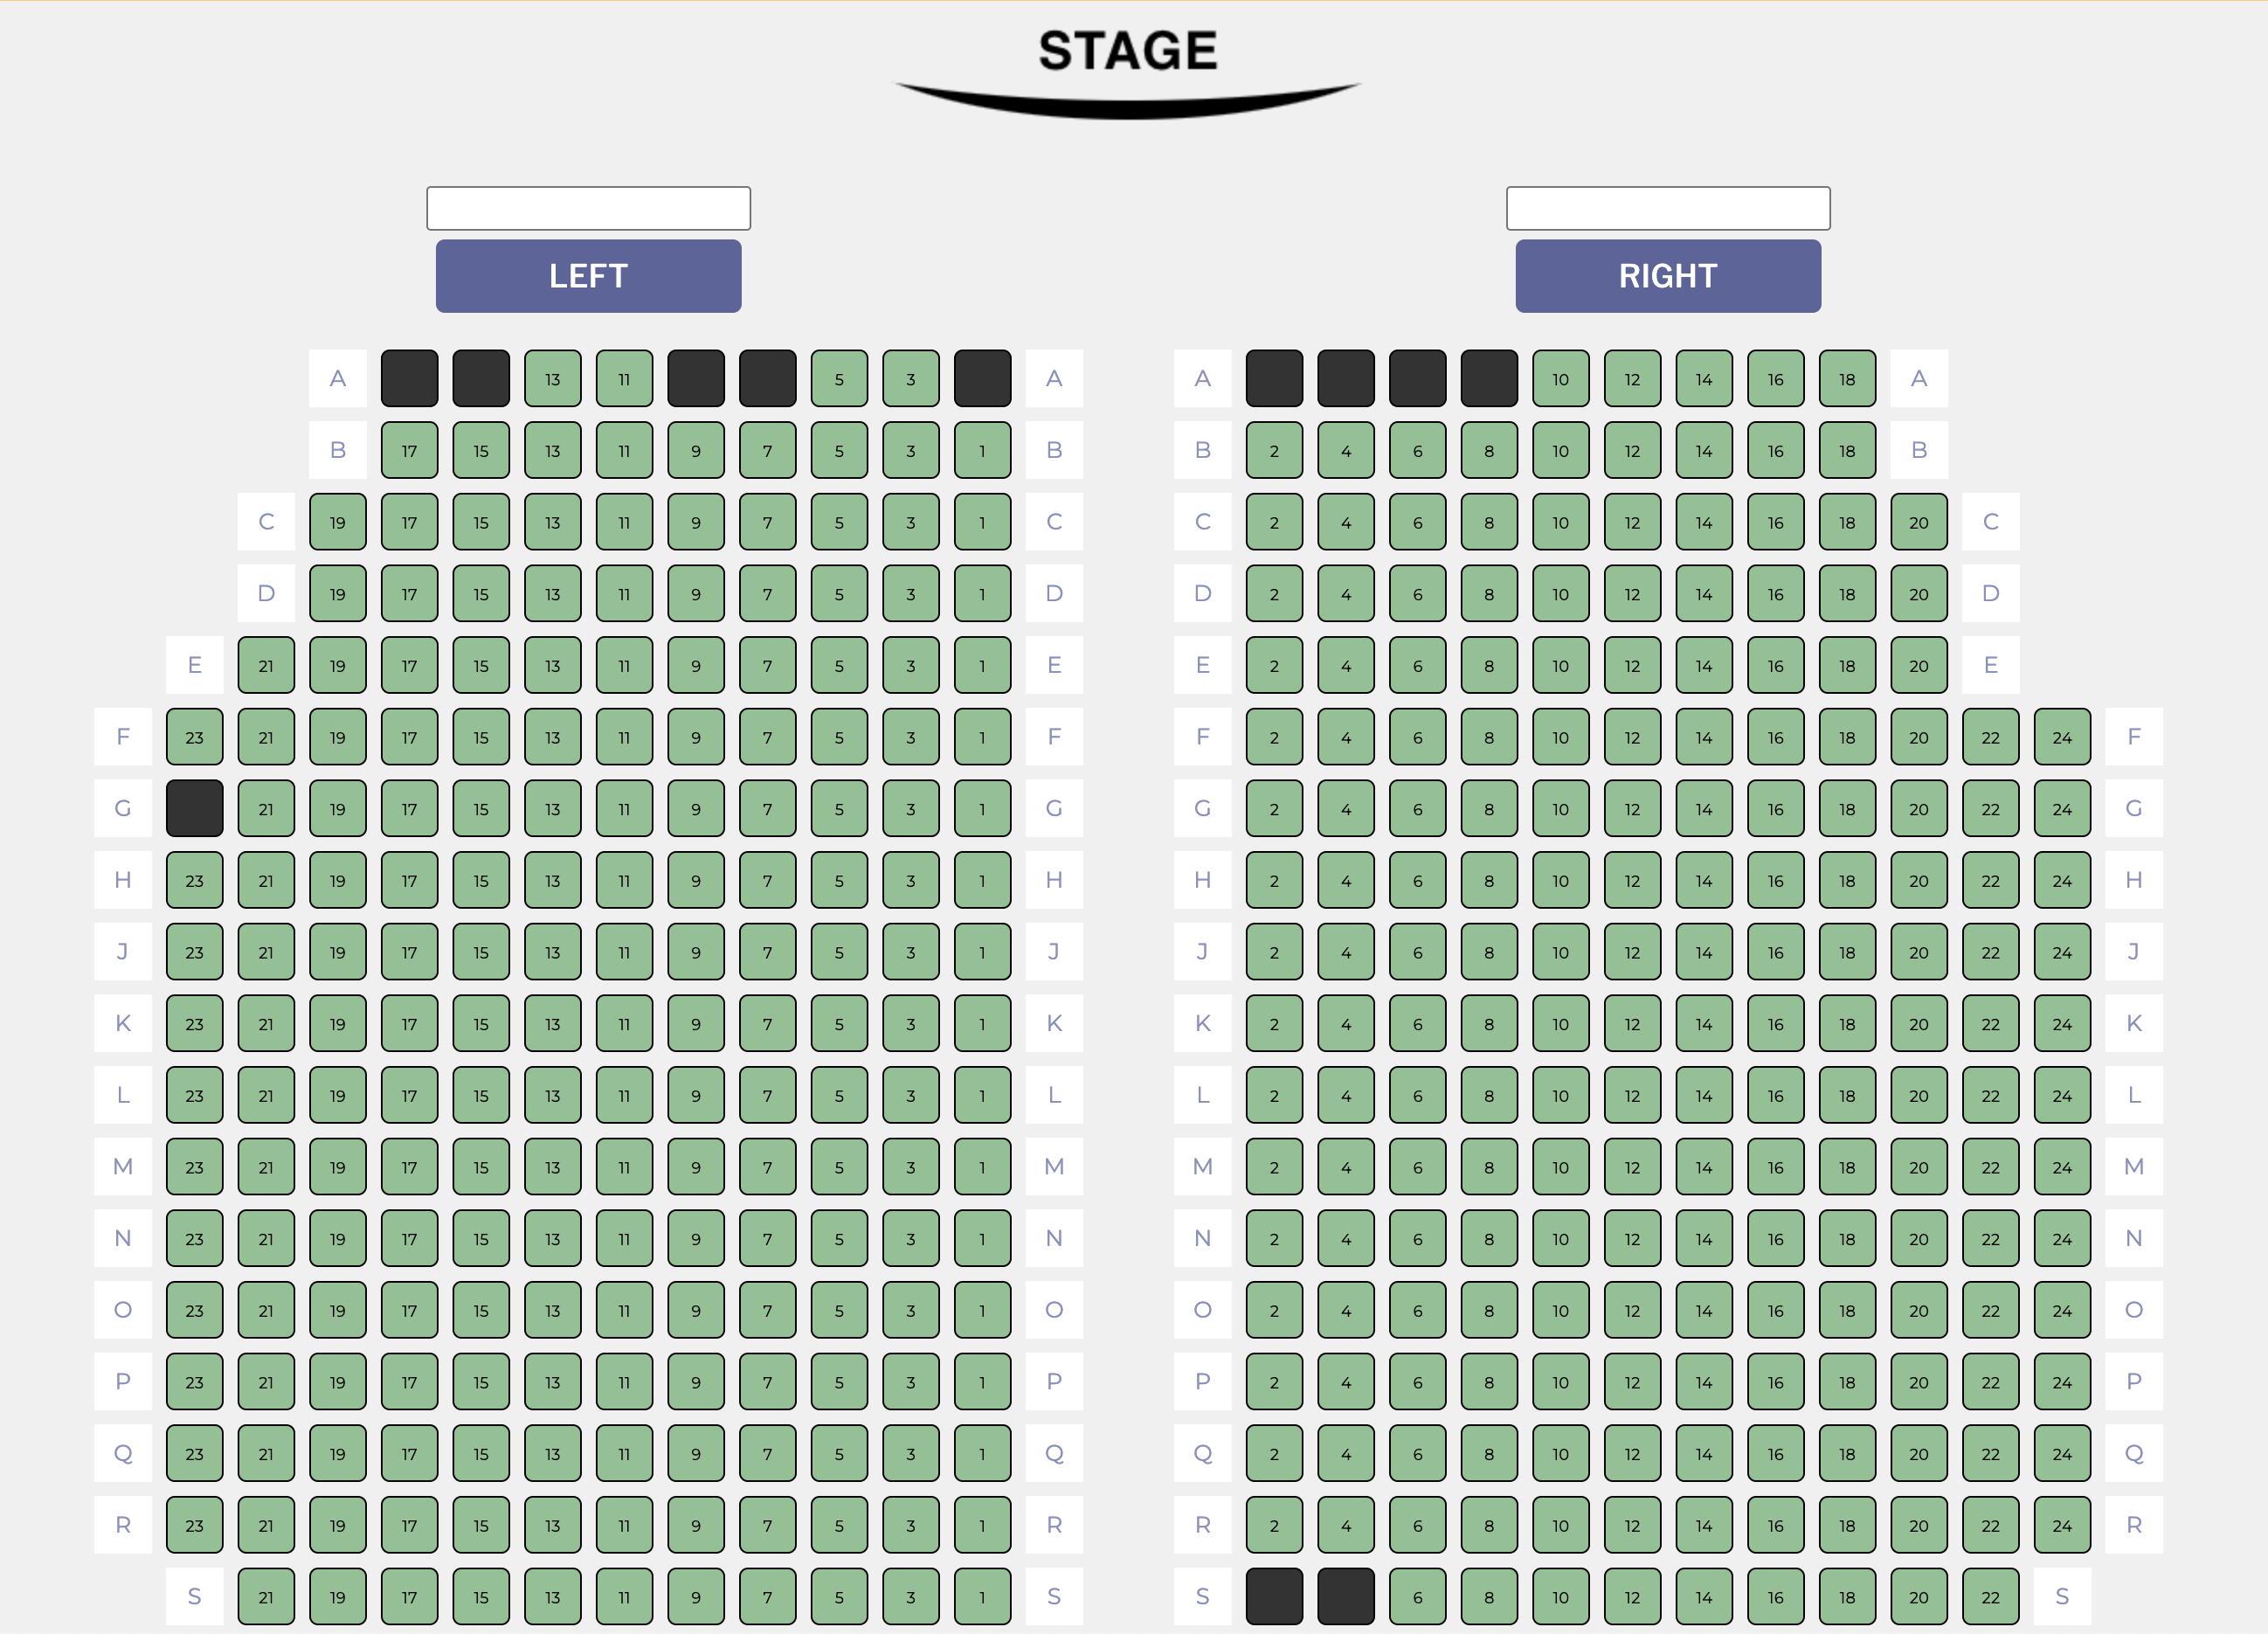 STAGE
LEFT RIGHT
A 13 11 5 3 A A 10 12 14 16 18 A
B 17 15 13 11 9 7 5 3 1 B B 2 4 6 8 10 12 14 16 18 B
C 19 17 15 13 11 9 7 5 3 1 C C 2 4 6 8 10 12 14 16 18 20 C
D 19 17 15 13 11 9 7 5 3 1 D D 2 4 6 8 10 12 14 16 18 20 D
E 21 19 17 15 13 11 9 7 5 3 1 E E 2 4 6 8 10 12 14 16 18 20 E
F 23 21 19 17 15 13 11 9 7 5 3 1 F F 2 4 6 8 10 12 14 16 18 20 22 24 F
G 21 19 17 15 13 11 9 7 5 3 1 G G 2 4 6 8 10 12 14 16 18 20 22 24 G
H 23 21 19 17 15 13 11 9 7 5 3 1 H H 2 4 6 8 10 12 14 16 18 20 22 24 H
J 23 21 19 17 15 13 11 9 7 5 3 1 J J 2 4 6 8 10 12 14 16 18 20 22 24 J
K 23 21 19 17 15 13 11 9 7 5 3 1 K K 2 4 6 8 10 12 14 16 18 20 22 24 K
L 23 21 19 17 15 13 11 9 7 5 3 1 L L 2 4 6 8 10 12 14 16 18 20 22 24 L
M 23 21 19 17 15 13 11 9 7 5 3 1 M M 2 4 6 8 10 12 14 16 18 20 22 24 M
N 23 21 19 17 15 13 11 9 7 5 3 1 N N 2 4 6 8 10 12 14 16 18 20 22 24 N
O 23 21 19 17 15 13 11 9 7 5 3 1 O O 2 4 6 8 10 12 14 16 18 20 22 24 O
P 23 21 19 17 15 13 11 9 7 5 3 1 P P 2 4 6 8 10 12 14 16 18 20 22 24 P
Q 23 21 19 17 15 13 11 9 7 5 3 1 Q Q 2 4 6 8 10 12 14 16 18 20 22 24 Q
R 23 21 19 17 15 13 11 9 7 5 3 1 R R 2 4 6 8 10 12 14 16 18 20 22 24 R
S 21 19 17 15 13 11 9 7 5 3 1 S S 6 8 10 12 14 16 18 20 22 S